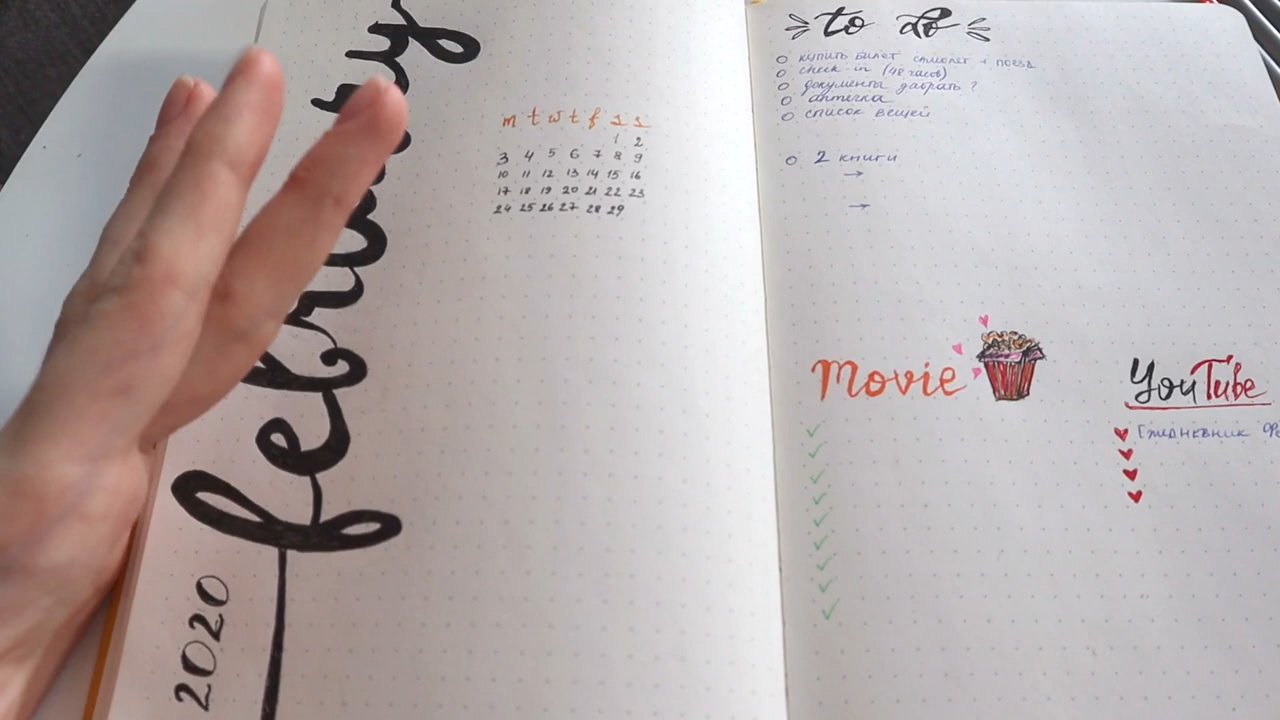 february
2020
m t w t f s s
1 2
3 4 5 6 7 8 9
10 11 12 13 14 15 16
17 18 19 20 21 22 23
24 25 26 27 28 29
to do
купить билет самолет + поезд
check-in (48 часов)
документы забрать ?
аптечка
список вещей
2 книги
→
→
Movie
YouTube
Ежедневник